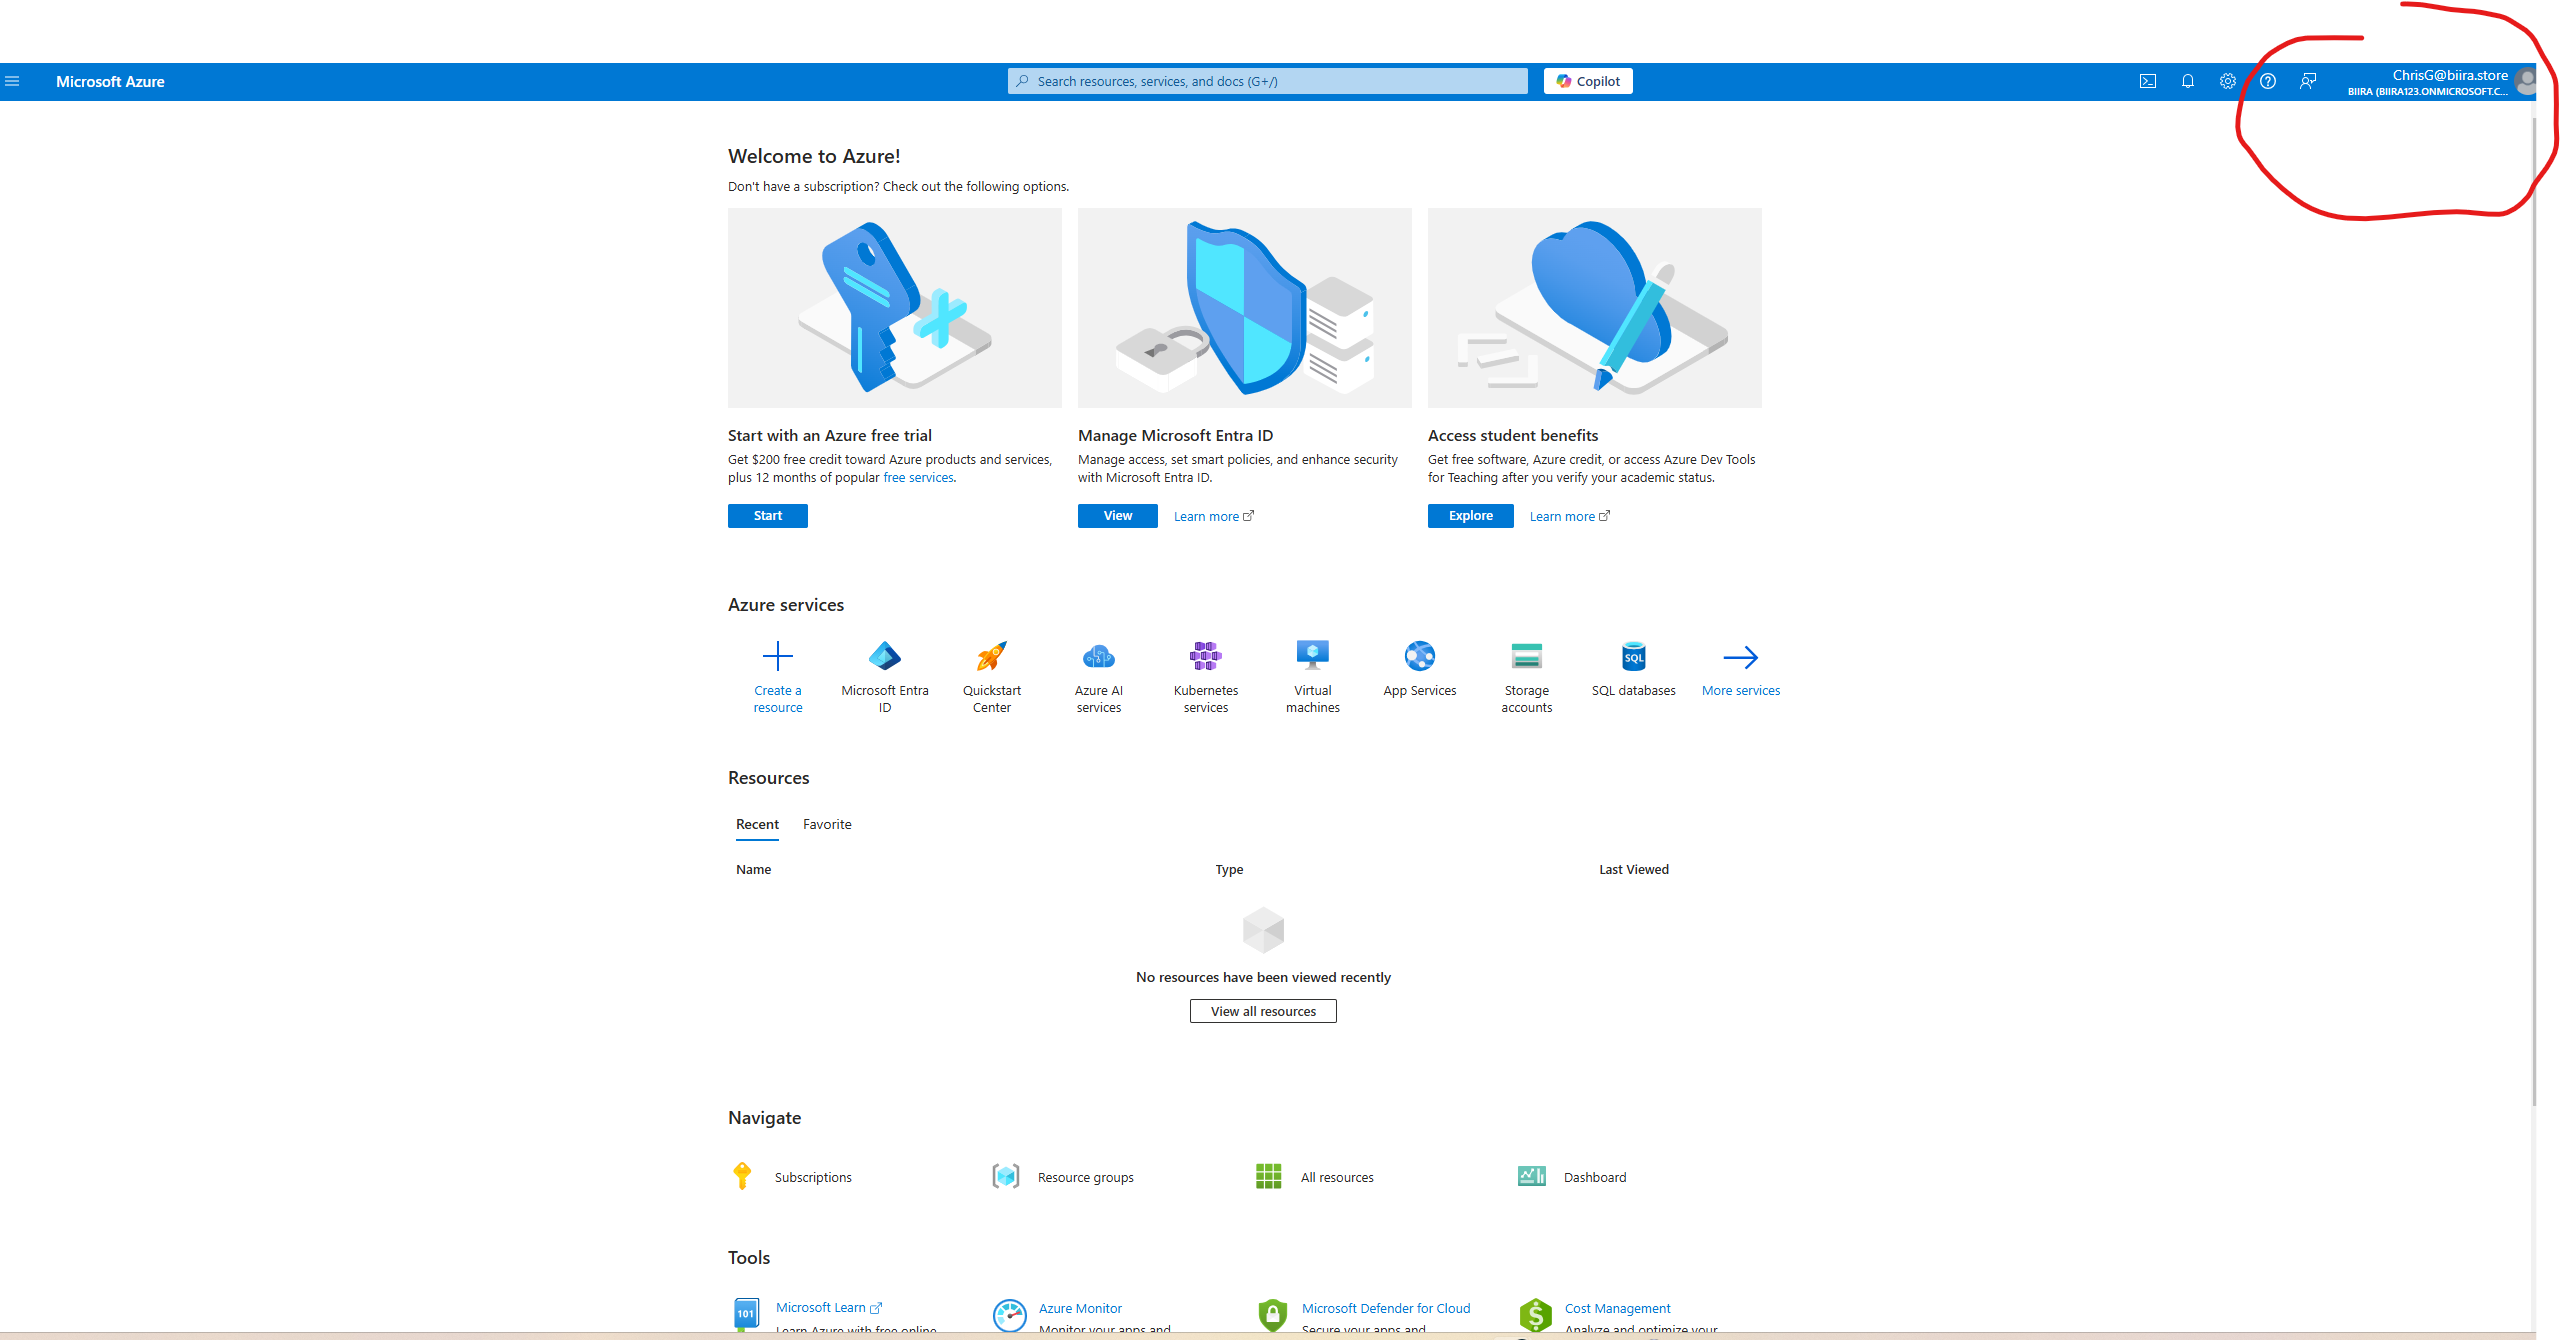 Microsoft Azure
Search resources, services, and docs (G+/)
Copilot
ChrisG@biira.store
BIIRA (BIIRA123.ONMICROSOFT.C...
Welcome to Azure!
Don't have a subscription? Check out the following options.
Start with an Azure free trial
Get $200 free credit toward Azure products and services,
plus 12 months of popular free services.
Start
Manage Microsoft Entra ID
Manage access, set smart policies, and enhance security
with Microsoft Entra ID.
View
Learn more
Access student benefits
Get free software, Azure credit, or access Azure Dev Tools
for Teaching after you verify your academic status.
Explore
Learn more
Azure services
Create a
resource
Microsoft Entra
ID
Quickstart
Center
Azure AI
services
Kubernetes
services
Virtual
machines
App Services
Storage
accounts
SQL
SQL databases
More services
Resources
Recent
Favorite
Name
Type
Last Viewed
No resources have been viewed recently
View all resources
Navigate
Subscriptions
Resource groups
All resources
Dashboard
Tools
101
Microsoft Learn
Learn Azure with free online
Azure Monitor
Monitor your apps and
Microsoft Defender for Cloud
Secure your apps and
$
Cost Management
Analyze and optimize your